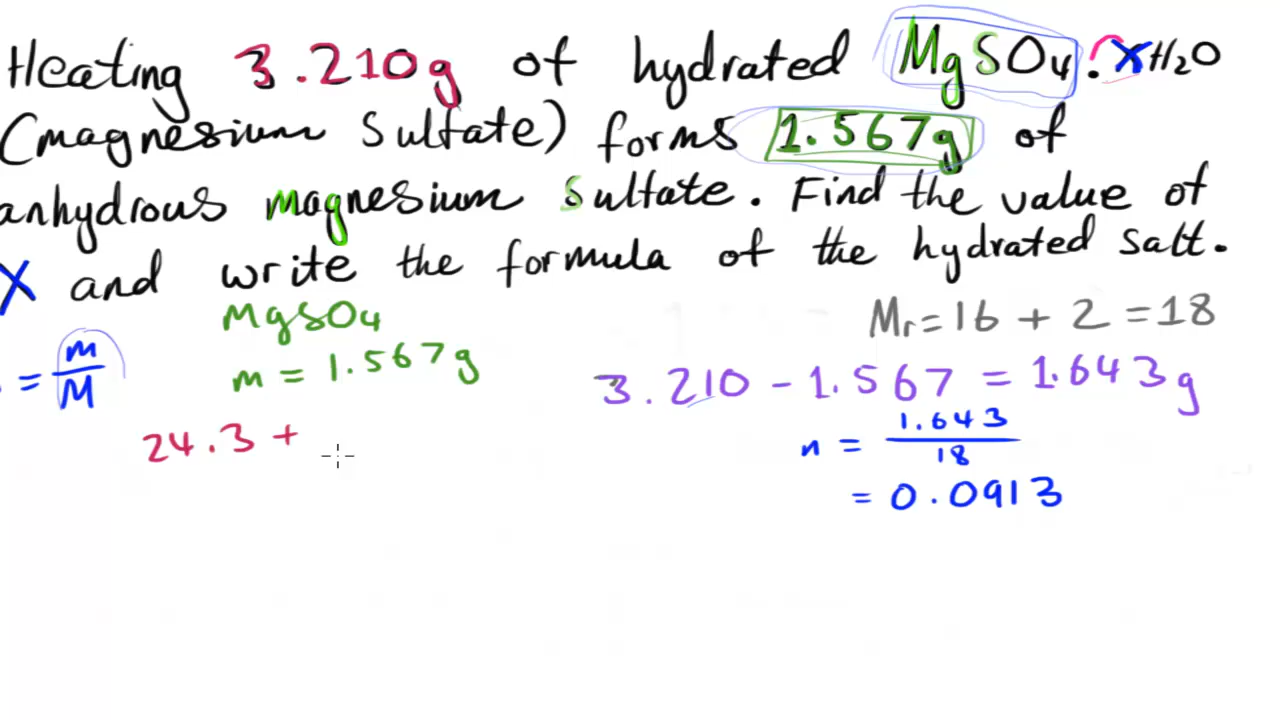 Heating 3.210g of hydrated MgSO4.XH2O
(magnesium Sulfate) forms 1.567g of
anhydrous magnesium sulfate. Find the value of
X and write the formula of the hydrated salt.
MgSO4
Mr=16 + 2 =18
= m/M
m = 1.567g
3.210 - 1.567 = 1.643g
24.3 +
n = 1.643/18
= 0.0913